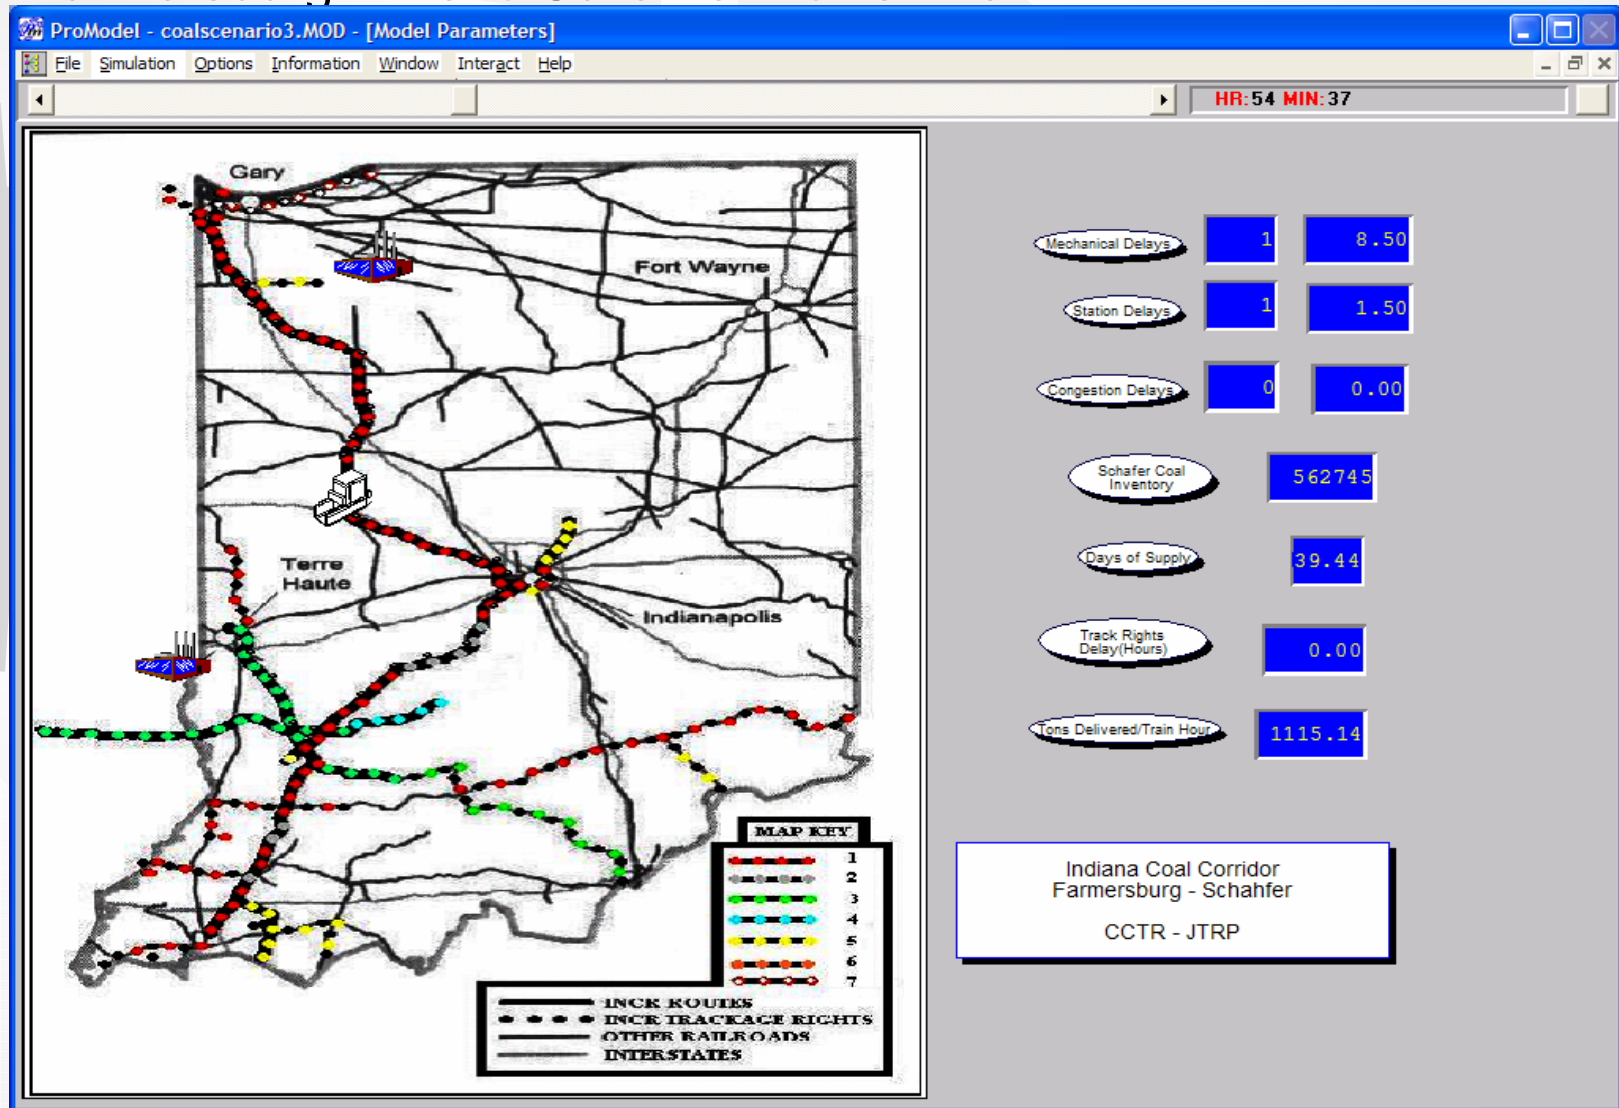 ProModel - coalscenario3.MOD - [Model Parameters]
File Simulation Options Information Window Interact Help
HR:54 MIN:37
Gary
Fort Wayne
Terre
Haute
Indianapolis
MAP KEY
1
2
3
4
5
6
7
INCR ROUTES
INCR TRACKAGE RIGHTS
OTHER RAILROADS
INTERSTATES
Mechanical Delays 1 8.50
Station Delays 1 1.50
Congestion Delays 0 0.00
Schafer Coal
Inventory
562745
Days of Supply 39.44
Track Rights
Delay(Hours)
0.00
Tons Delivered/Train Hour 1115.14
Indiana Coal Corridor
Farmersburg - Schahfer
CCTR - JTRP